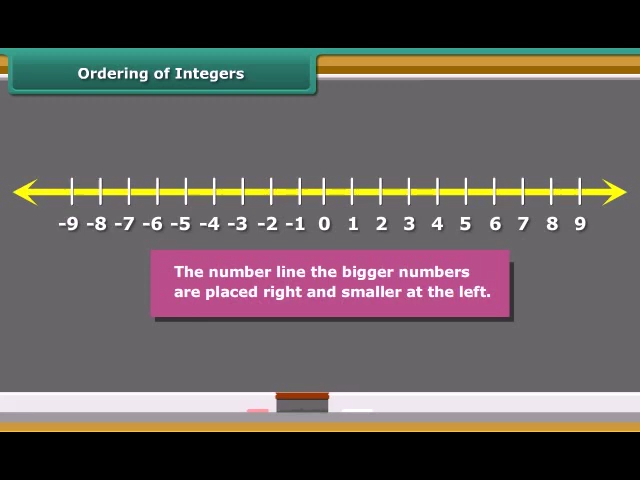 Ordering of Integers
-9 -8 -7 -6 -5 -4 -3 -2 -1 0 1 2 3 4 5 6 7 8 9
The number line the bigger numbers
are placed right and smaller at the left.